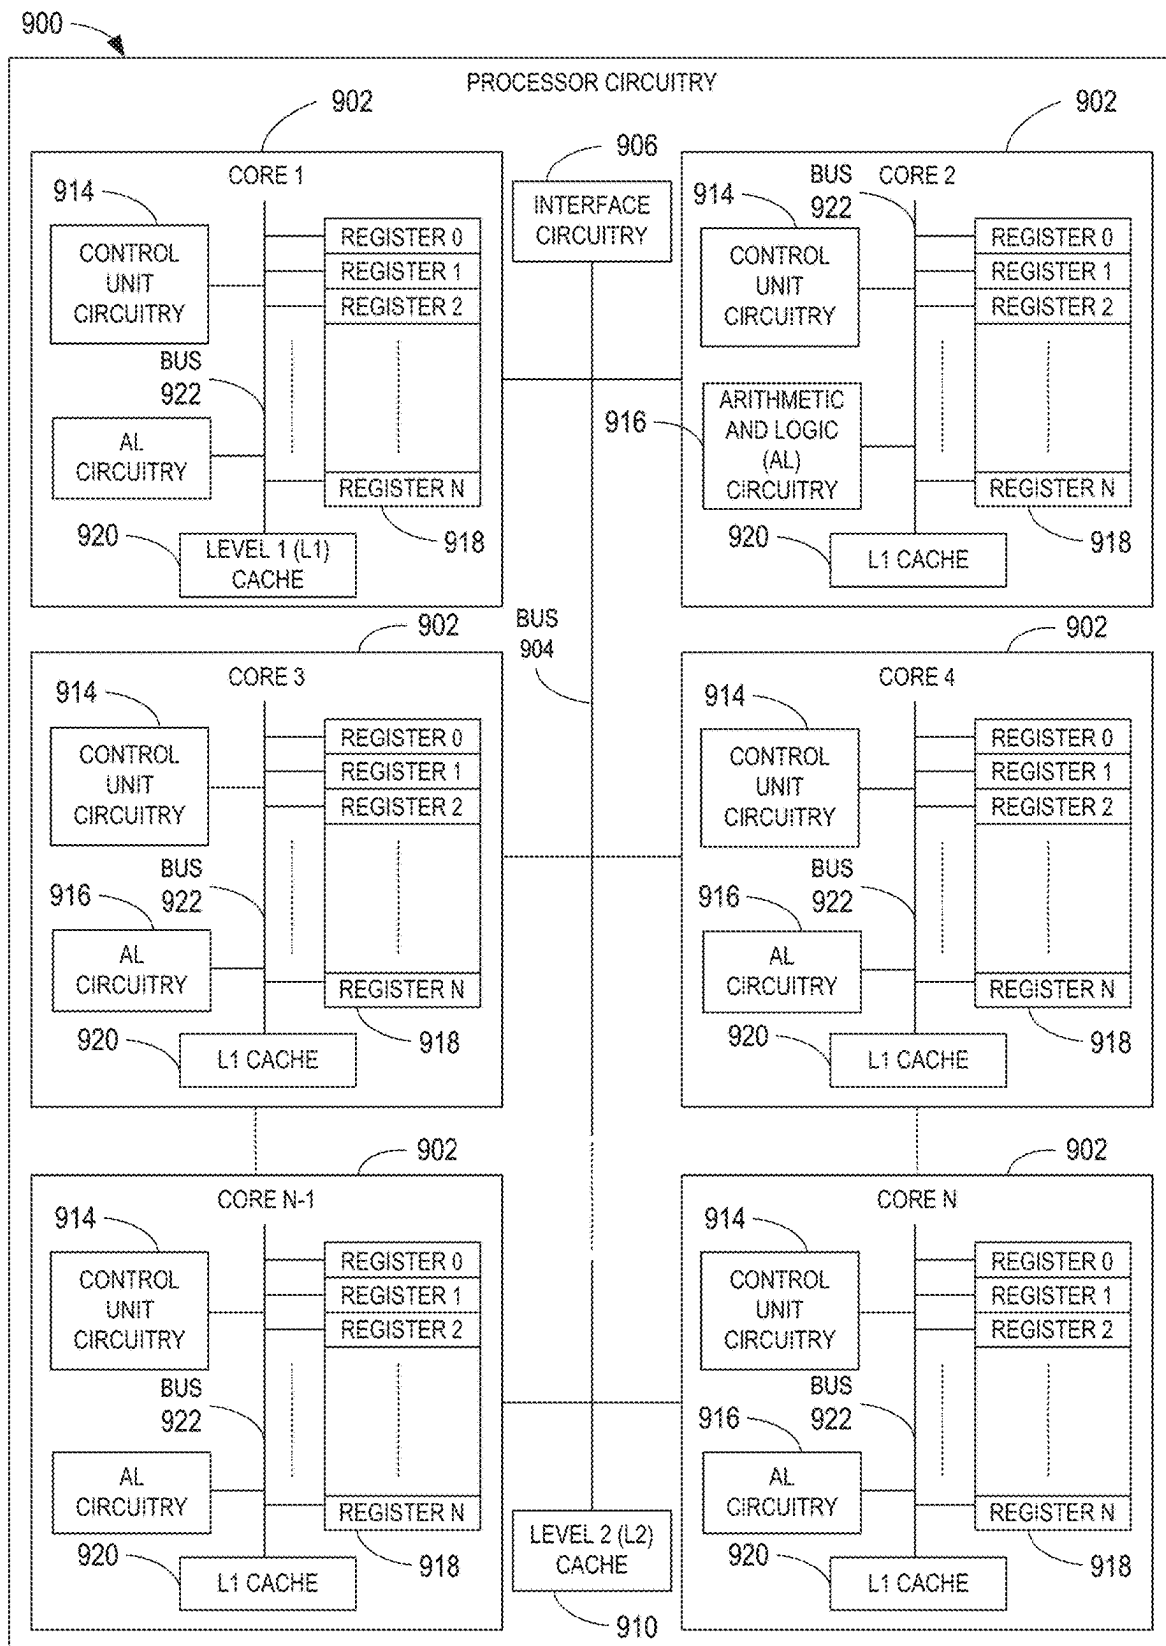 900
PROCESSOR CIRCUITRY
902
CORE 1
914
CONTROL
UNIT
CIRCUITRY
REGISTER 0
REGISTER 1
REGISTER 2
BUS
922
AL
CIRCUITRY
REGISTER N
920
LEVEL 1 (L1)
CACHE
918
906
INTERFACE
CIRCUITRY
902
BUS
922
CORE 2
914
CONTROL
UNIT
CIRCUITRY
REGISTER 0
REGISTER 1
REGISTER 2
916
ARITHMETIC
AND LOGIC
(AL)
CIRCUITRY
REGISTER N
920
L1 CACHE
918
BUS
904
902
CORE 3
914
CONTROL
UNIT
CIRCUITRY
REGISTER 0
REGISTER 1
REGISTER 2
BUS
922
916
AL
CIRCUITRY
REGISTER N
920
L1 CACHE
918
902
CORE 4
914
CONTROL
UNIT
CIRCUITRY
REGISTER 0
REGISTER 1
REGISTER 2
BUS
922
916
AL
CIRCUITRY
REGISTER N
920
L1 CACHE
918
902
CORE N-1
914
CONTROL
UNIT
CIRCUITRY
REGISTER 0
REGISTER 1
REGISTER 2
BUS
922
AL
CIRCUITRY
REGISTER N
920
L1 CACHE
918
LEVEL 2 (L2)
CACHE
910
902
CORE N
914
CONTROL
UNIT
CIRCUITRY
REGISTER 0
REGISTER 1
REGISTER 2
BUS
922
916
AL
CIRCUITRY
REGISTER N
920
L1 CACHE
918